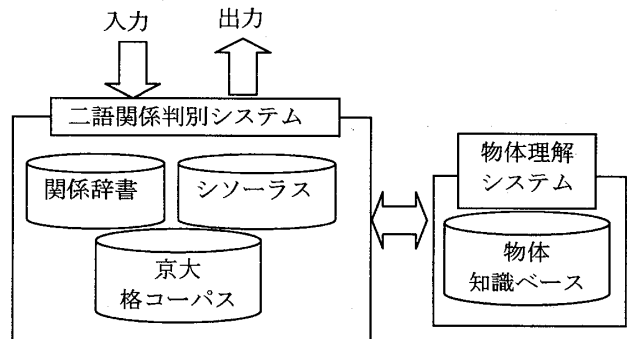 入力
出力
二語関係判別システム
関係辞書
シソーラス
京大
格コーパス
物体理解
システム
物体
知識ベース